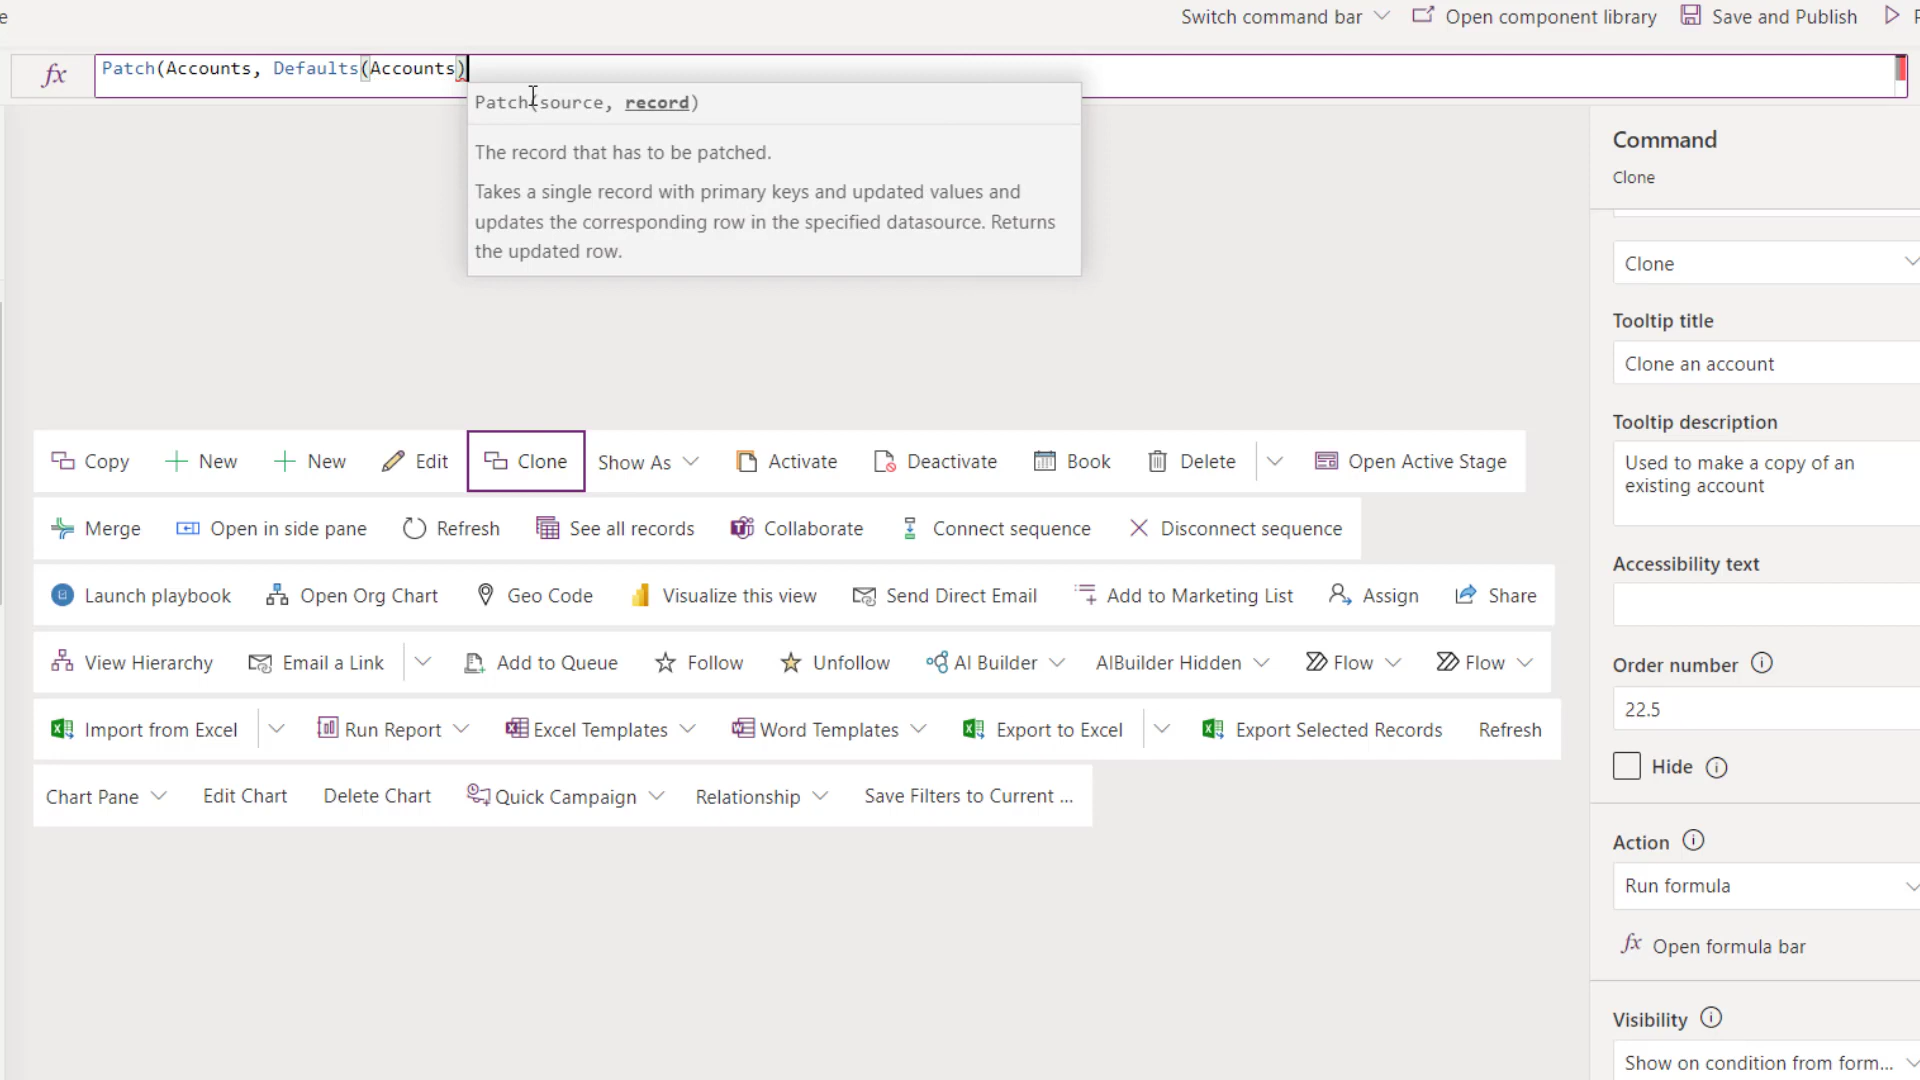 e
Switch command bar Open component library Save and Publish P
fx Patch(Accounts, Defaults(Accounts)
Patch(source, record)
The record that has to be patched.
Takes a single record with primary keys and updated values and
updates the corresponding row in the specified datasource. Returns
the updated row.
Copy New New Edit Clone Show As Activate Deactivate Book Delete Open Active Stage
Merge Open in side pane Refresh See all records Collaborate Connect sequence Disconnect sequence
Launch playbook Open Org Chart Geo Code Visualize this view Send Direct Email Add to Marketing List Assign Share
View Hierarchy Email a Link Add to Queue Follow Unfollow AI Builder AIBuilder Hidden Flow Flow
Import from Excel Run Report Excel Templates Word Templates Export to Excel Export Selected Records Refresh
Chart Pane Edit Chart Delete Chart Quick Campaign Relationship Save Filters to Current ...
Command
Clone
Clone
Tooltip title
Clone an account
Tooltip description
Used to make a copy of an
existing account
Accessibility text
Order number
22.5
Hide
Action
Run formula
fx Open formula bar
Visibility
Show on condition from form...